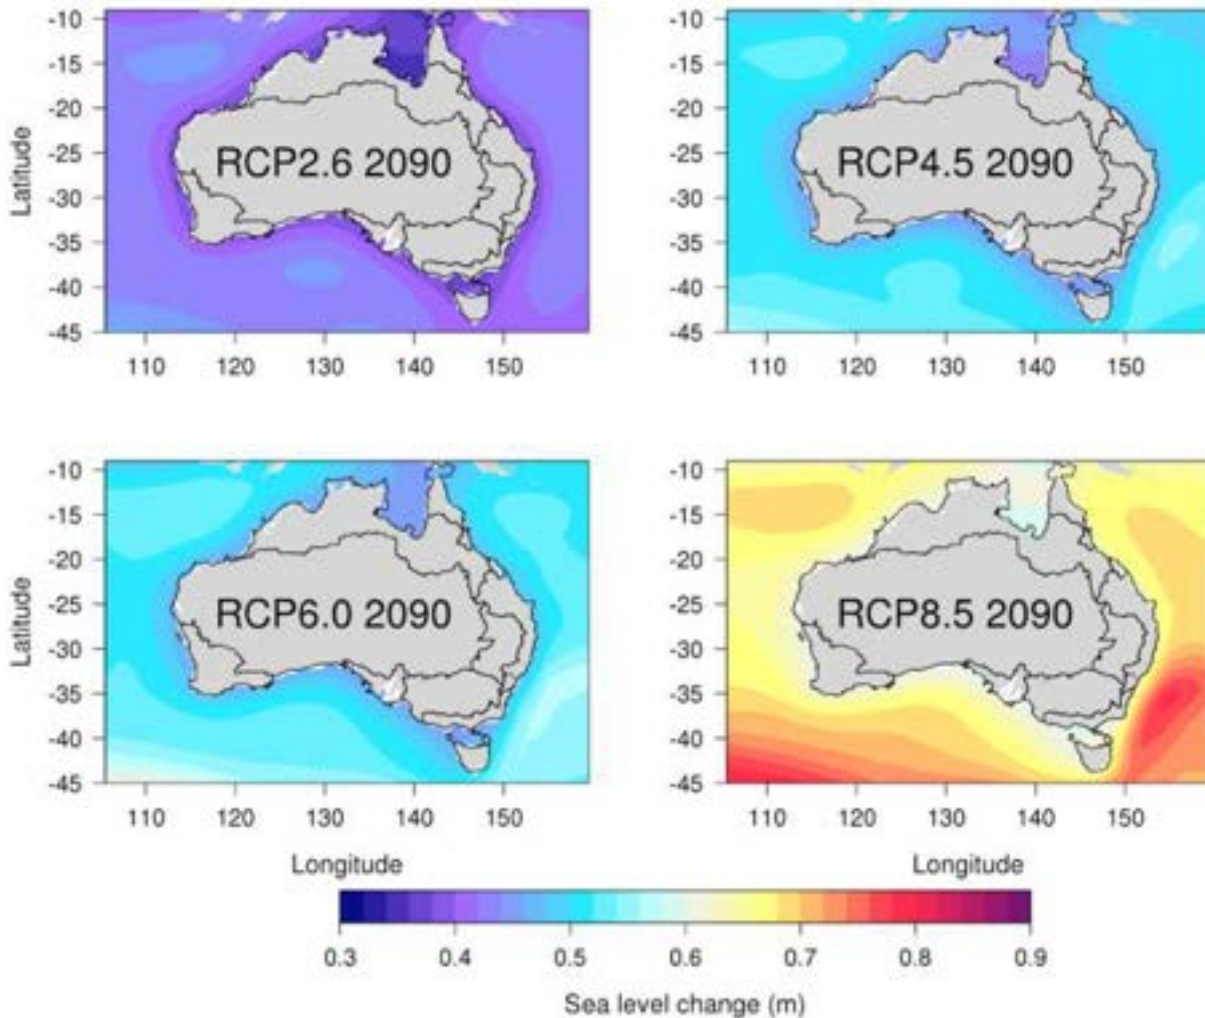 -10
-15
-20
-25
-30
-35
-40
-45
Latitude
RCP2.6 2090
110 120 130 140 150
-10
-15
-20
-25
-30
-35
-40
-45
RCP4.5 2090
110 120 130 140 150
-10
-15
-20
-25
-30
-35
-40
-45
Latitude
RCP6.0 2090
110 120 130 140 150
Longitude
-10
-15
-20
-25
-30
-35
-40
-45
RCP8.5 2090
110 120 130 140 150
Longitude
0.3 0.4 0.5 0.6 0.7 0.8 0.9
Sea level change (m)